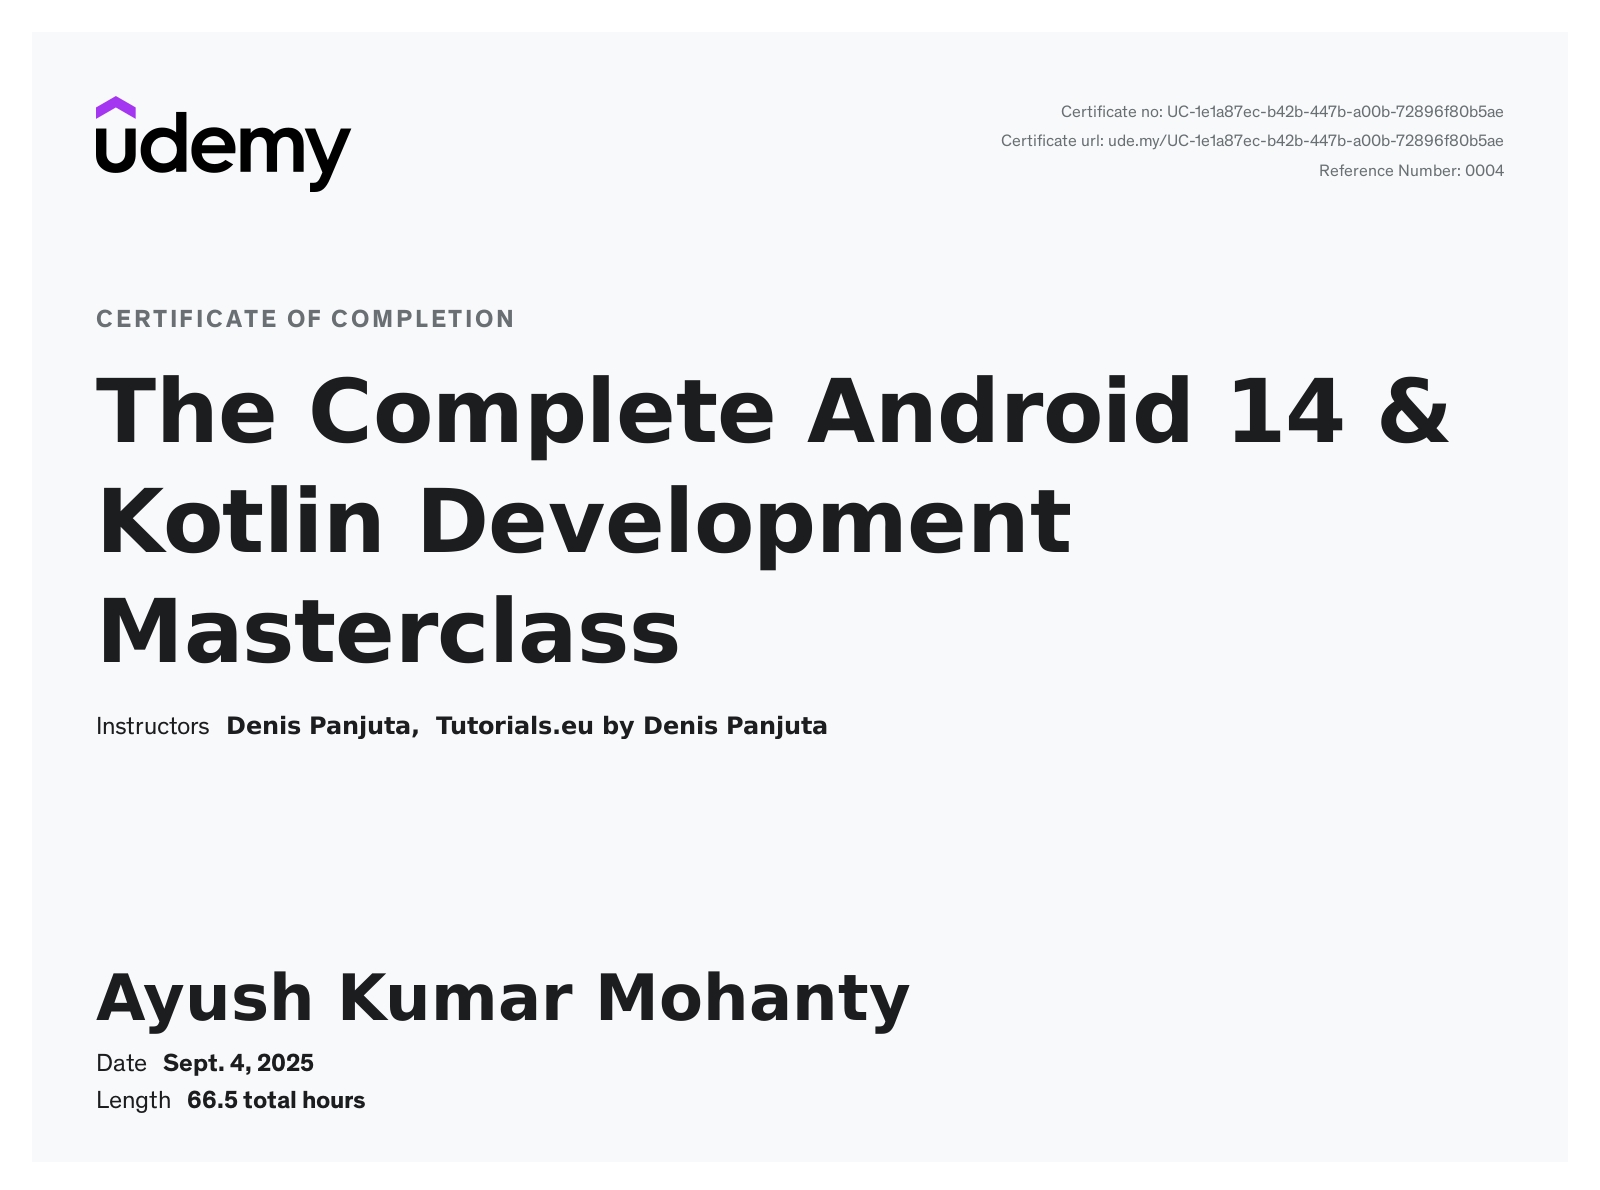 udemy
Certificate no: UC-1e1a87ec-b42b-447b-a00b-72896f80b5ae
Certificate url: ude.my/UC-1e1a87ec-b42b-447b-a00b-72896f80b5ae
Reference Number: 0004
CERTIFICATE OF COMPLETION
The Complete Android 14 &
Kotlin Development
Masterclass
Instructors Denis Panjuta, Tutorials.eu by Denis Panjuta
Ayush Kumar Mohanty
Date Sept. 4, 2025
Length 66.5 total hours